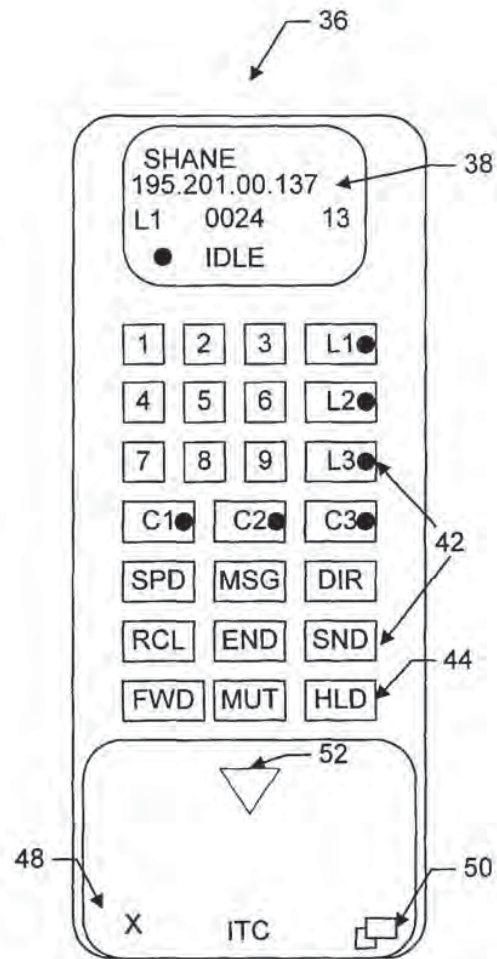 36
SHANE
195.201.00.137
38
L1 0024 13
IDLE
1 2 3 L1
4 5 6 L2
7 8 9 L3
C1 C2 C3
42
SPD MSG DIR
RCL END SND
44
FWD MUT HLD
52
48
50
X ITC